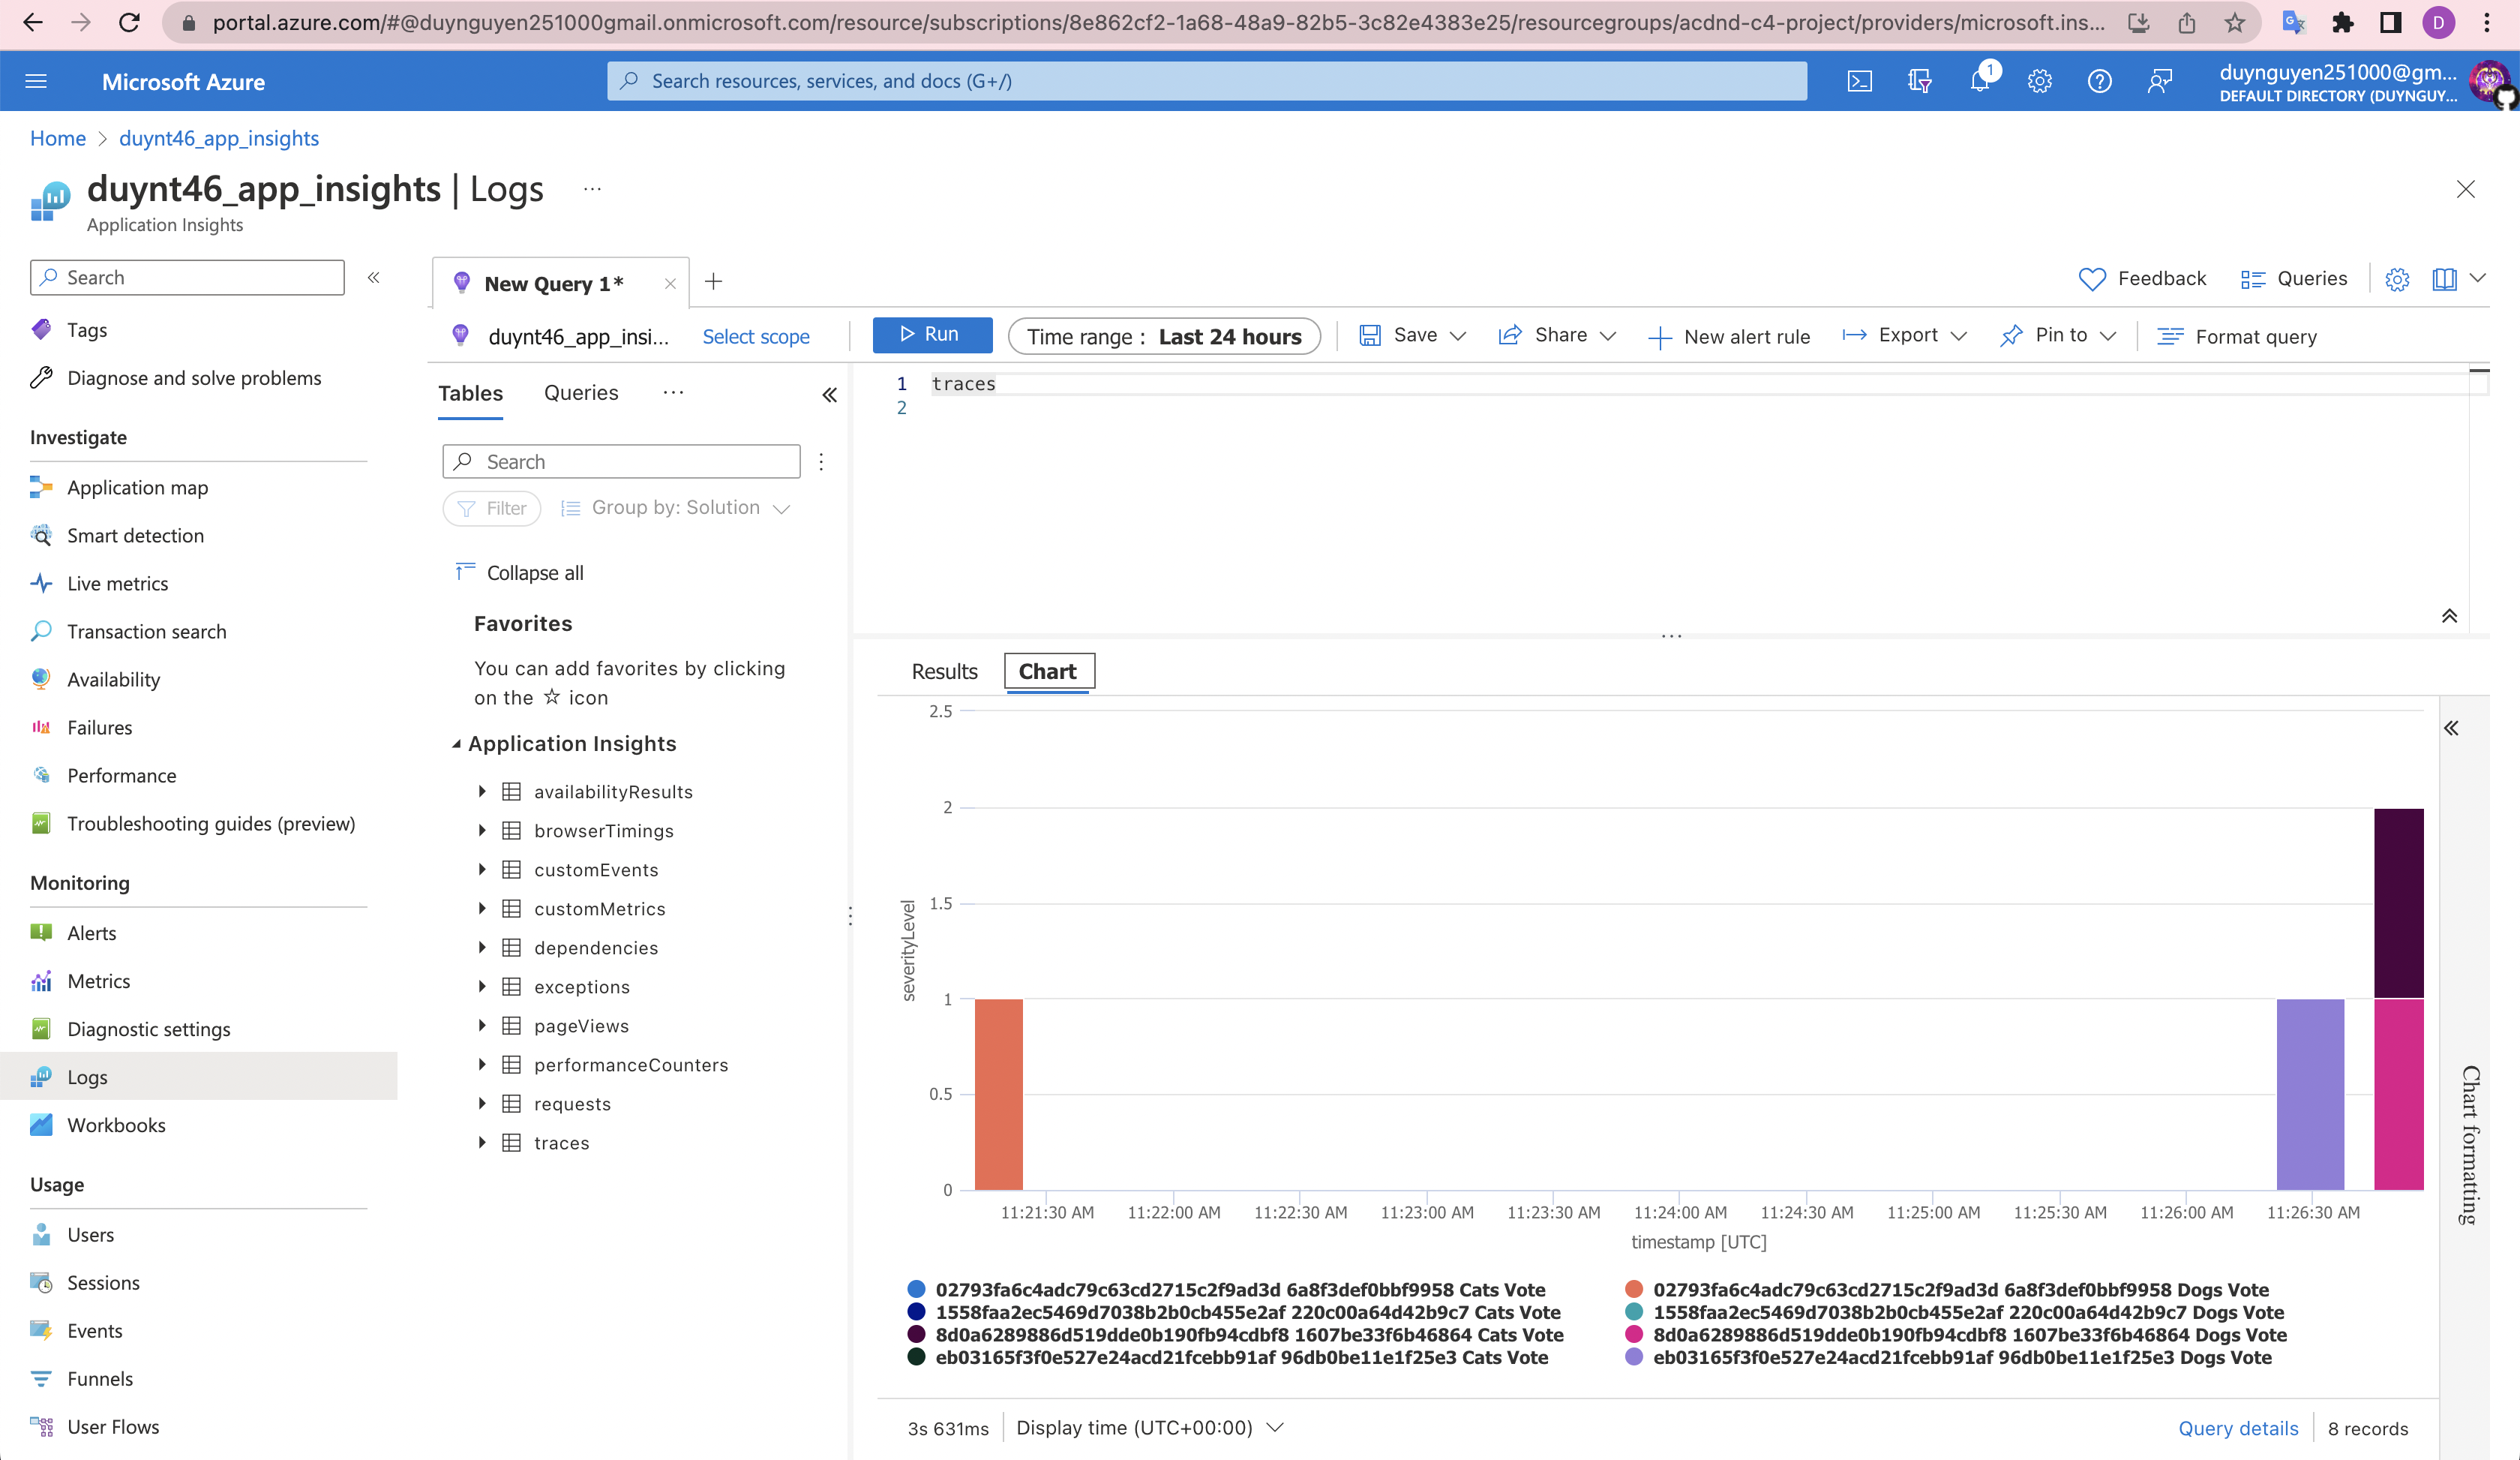 portal.azure.com/#@duynguyen251000gmail.onmicrosoft.com/resource/subscriptions/8e862cf2-1a68-48a9-82b5-3c82e4383e25/resourcegroups/acdnd-c4-project/providers/microsoft.ins...
D
Microsoft Azure
Search resources, services, and docs (G+/)
1
duynguyen251000@gm...
DEFAULT DIRECTORY (DUYNGUY...
Home > duynt46_app_insights
duynt46_app_insights | Logs ...
Application Insights
Search
Tags
Diagnose and solve problems
Investigate
Application map
Smart detection
Live metrics
Transaction search
Availability
Failures
Performance
Troubleshooting guides (preview)
Monitoring
Alerts
Metrics
Diagnostic settings
Logs
Workbooks
Usage
Users
Sessions
Events
Funnels
User Flows
New Query 1*
Feedback
Queries
duynt46_app_insi...
Select scope
Run
Time range : Last 24 hours
Save
Share
New alert rule
Export
Pin to
Format query
Tables
Queries
...
Search
Filter
Group by: Solution
Collapse all
Favorites
You can add favorites by clicking
on the ☆ icon
Application Insights
availabilityResults
browserTimings
customEvents
customMetrics
dependencies
exceptions
pageViews
performanceCounters
requests
traces
1 traces
2
Results
Chart
2.5
2
1.5
1
0.5
0
severityLevel
11:21:30 AM 11:22:00 AM 11:22:30 AM 11:23:00 AM 11:23:30 AM 11:24:00 AM 11:24:30 AM 11:25:00 AM 11:25:30 AM 11:26:00 AM 11:26:30 AM
timestamp [UTC]
Chart formatting
02793fa6c4adc79c63cd2715c2f9ad3d 6a8f3def0bbf9958 Cats Vote
02793fa6c4adc79c63cd2715c2f9ad3d 6a8f3def0bbf9958 Dogs Vote
1558faa2ec5469d7038b2b0cb455e2af 220c00a64d42b9c7 Cats Vote
1558faa2ec5469d7038b2b0cb455e2af 220c00a64d42b9c7 Dogs Vote
8d0a6289886d519dde0b190fb94cdbf8 1607be33f6b46864 Cats Vote
8d0a6289886d519dde0b190fb94cdbf8 1607be33f6b46864 Dogs Vote
eb03165f3f0e527e24acd21fcebb91af 96db0be11e1f25e3 Cats Vote
eb03165f3f0e527e24acd21fcebb91af 96db0be11e1f25e3 Dogs Vote
3s 631ms
Display time (UTC+00:00)
Query details
8 records